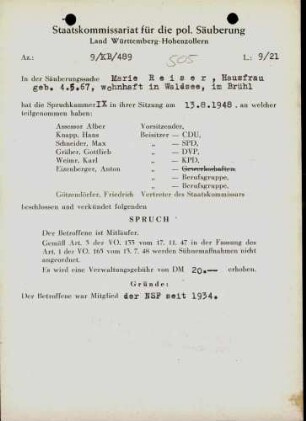 Staatskommissariat für die pol. Säuberung
Land Württemberg-Hohenzollern
Az.: 9/KB/489 505 L: 9/21
In der Säuberungssache Marie Reiser, Hausfrau
geb. 4.5.67, wohnhaft in Waldsee, im Brühl
hat die Spruchkammer IX in ihrer Sitzung am 13.8.1948. an welcher
teilgenommen haben:
Assessor Alber Vorsitzender,
Knapp, Hans Beisitzer — CDU,
Schneider, Max „ — SPD,
Grüber, Gottlieb „ — DVP,
Weiner, Karl „ — KPD,
Eizenberger, Anton „ — Gewerkschaften
„ — Berufsgruppe,
„ — Berufsgruppe,
Götzendörfer, Friedrich Vertreter des Staatskommissars
beschlossen und verkündet folgenden
SPRUCH
Der Betroffene ist Mitläufer.
Gemäß Art. 3 der VO. 133 vom 17. 11. 47 in der Fassung des
Art. 1 der VO. 165 vom 13. 7. 48 werden Sühnemaßnahmen nicht
angeordnet.
Es wird eine Verwaltungsgebühr von DM 20.— erhoben.
Gründe:
Der Betroffene war Mitglied der NSF seit 1934.